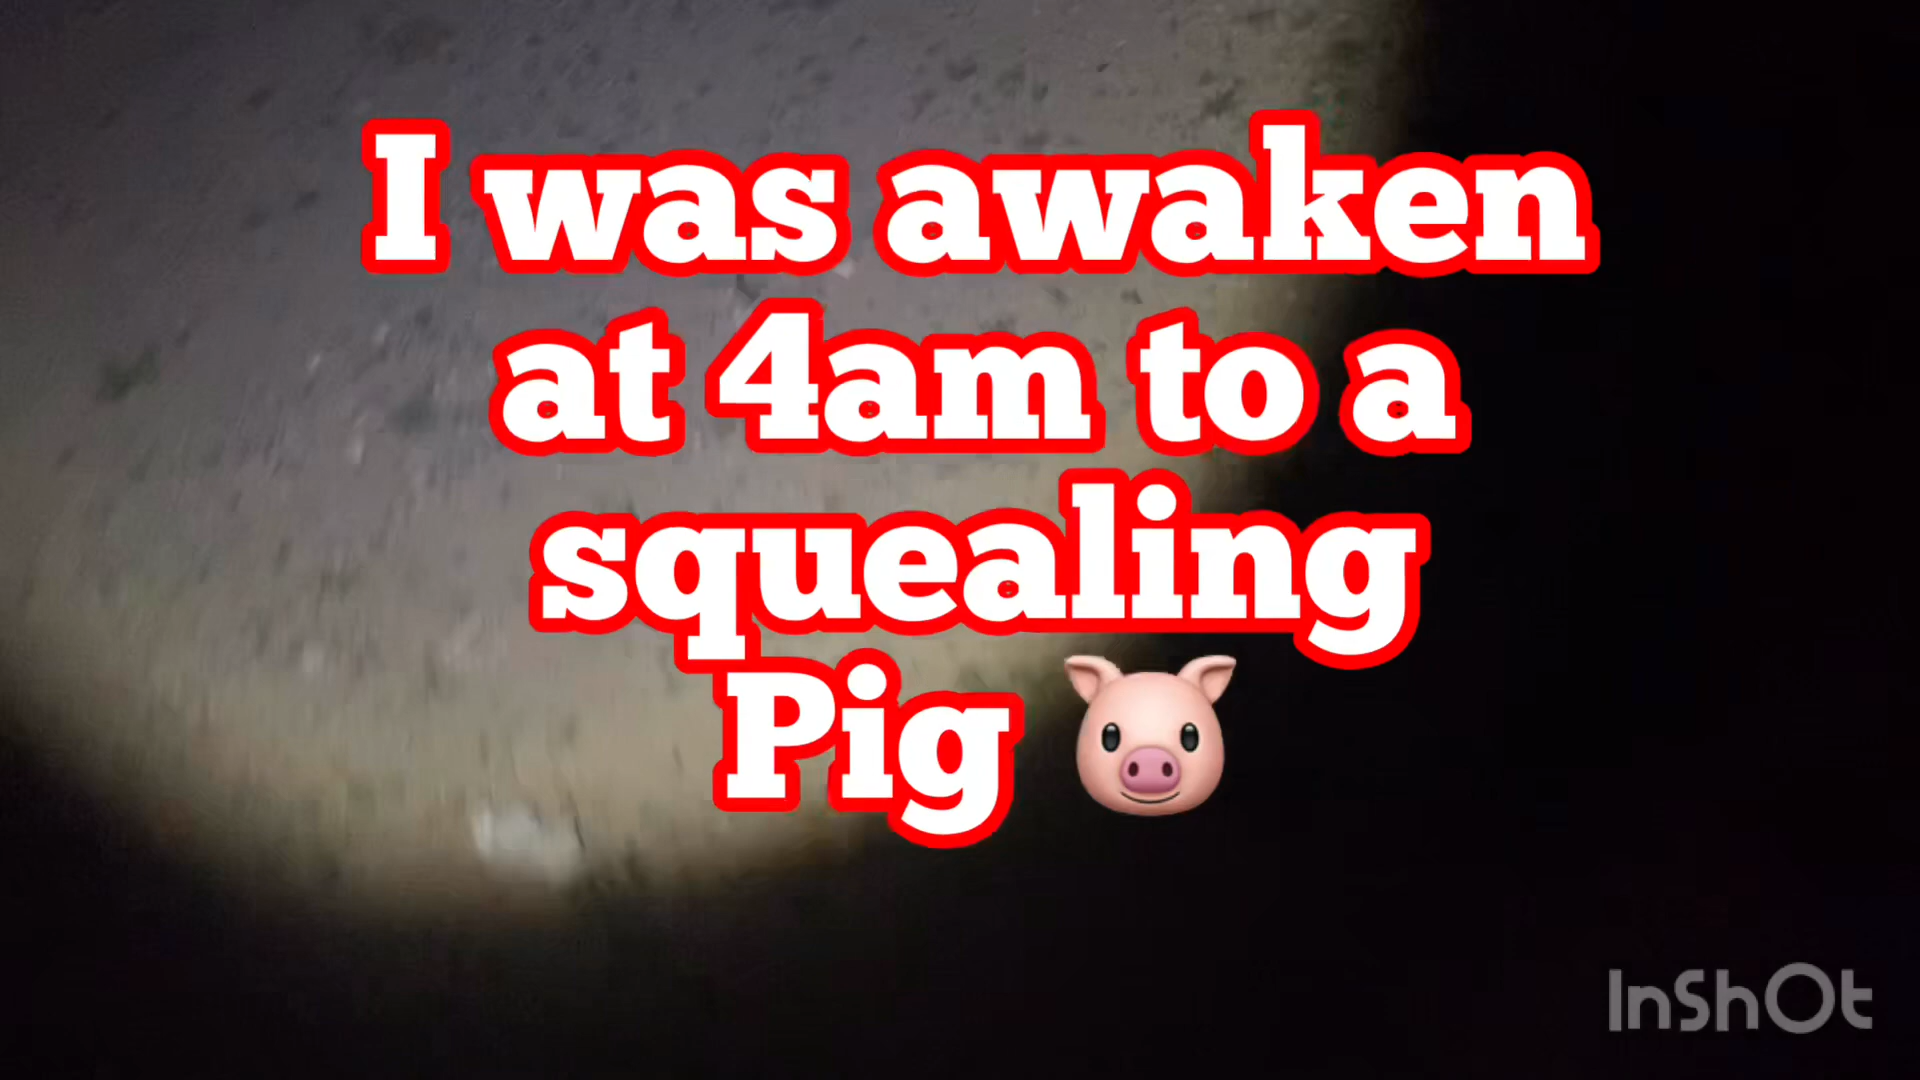 I was awaken
at 4am to a
squealing
Pig 🐷
InShOt